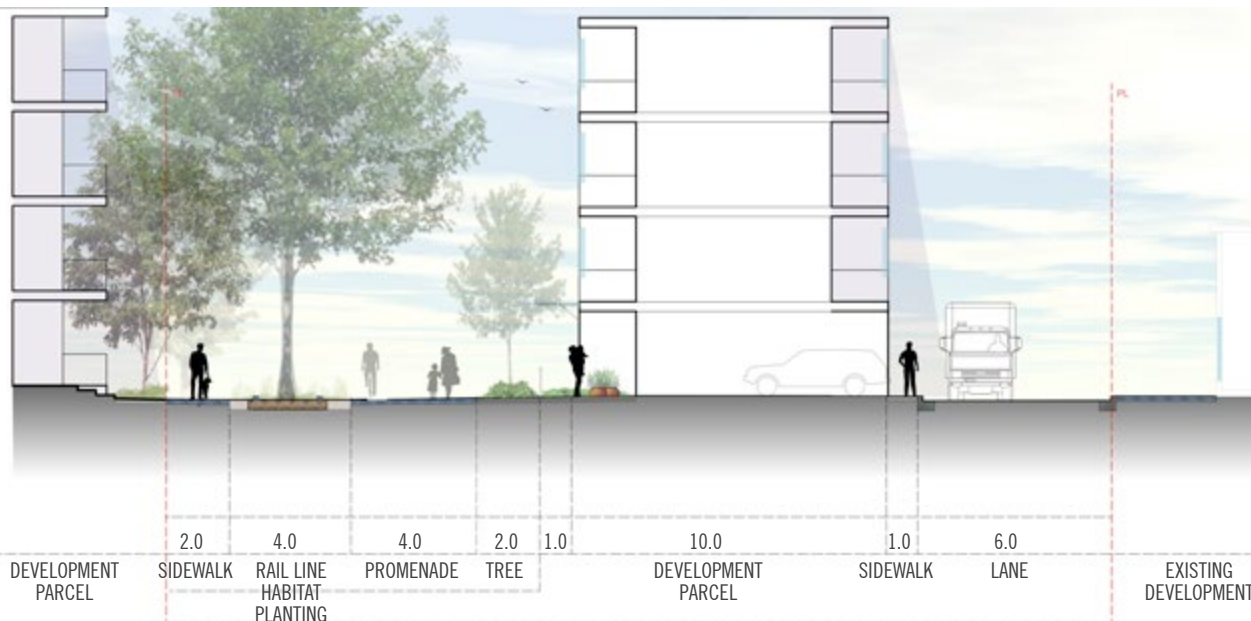 PL
2.0 4.0 4.0 2.0 1.0 10.0 1.0 6.0
DEVELOPMENT PARCEL
SIDEWALK
RAIL LINE
HABITAT
PLANTING
PROMENADE
TREE
DEVELOPMENT
PARCEL
SIDEWALK
LANE
EXISTING
DEVELOPMENT